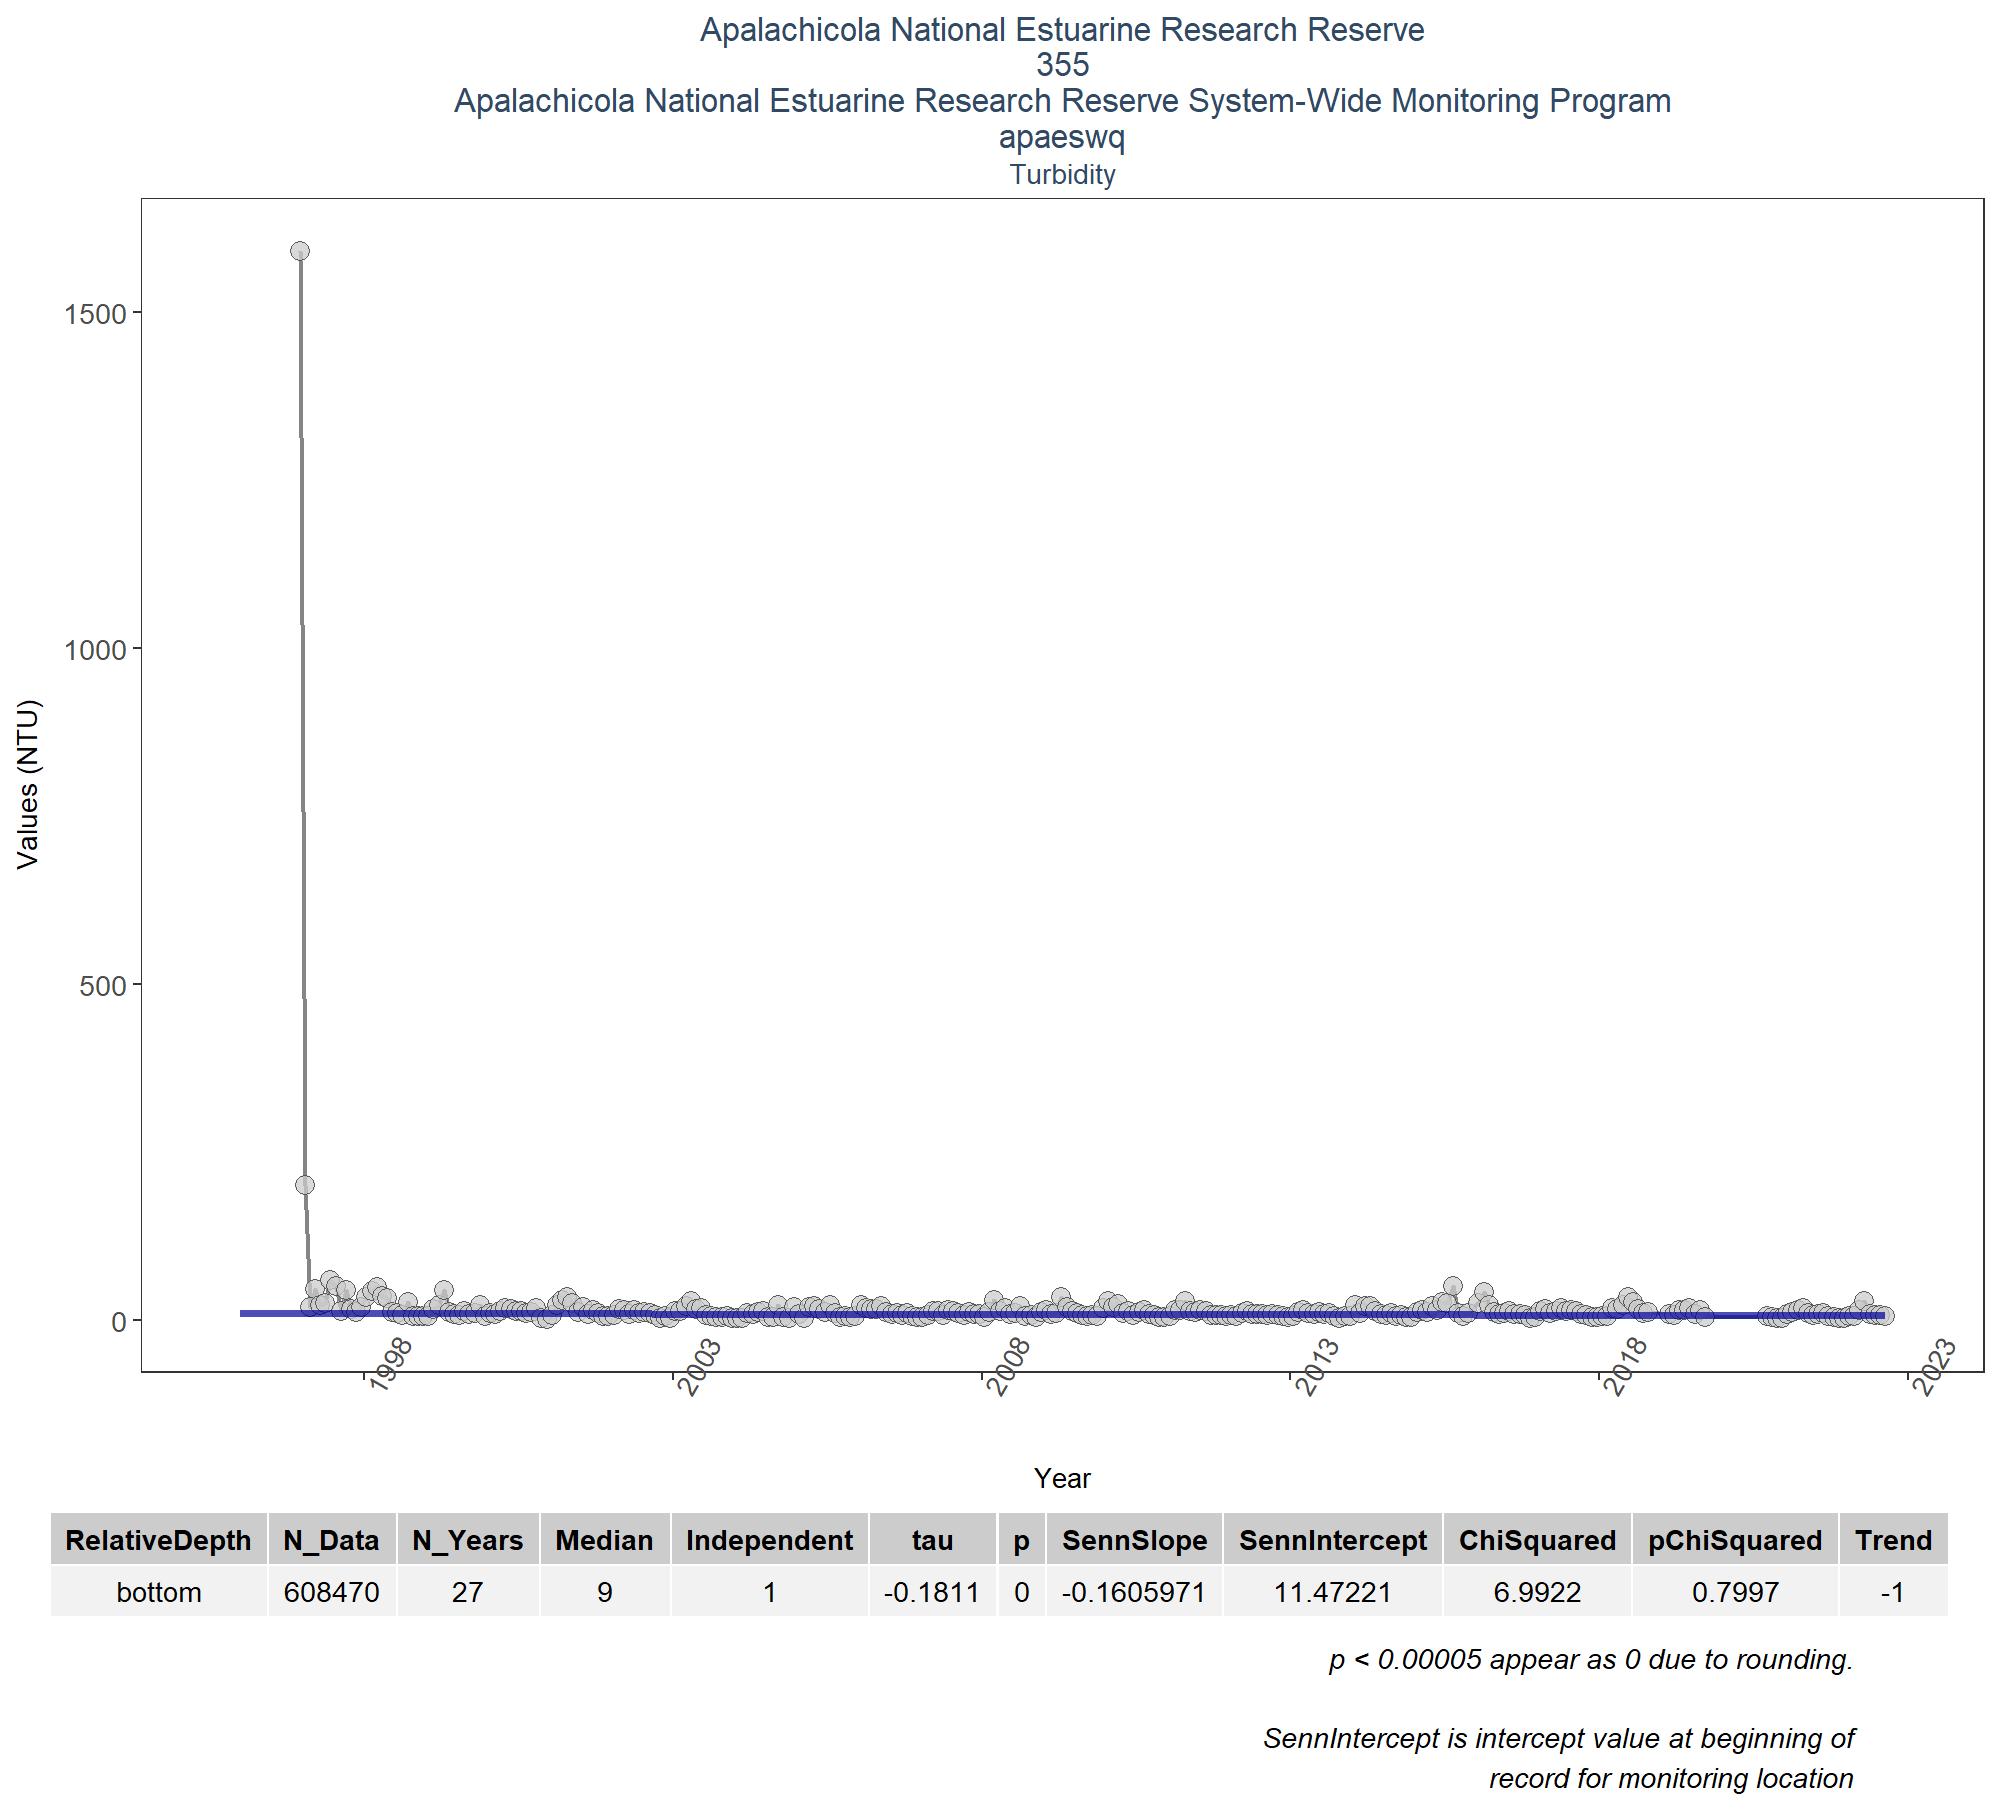 Apalachicola National Estuarine Research Reserve
355
Apalachicola National Estuarine Research Reserve System-Wide Monitoring Program
apaeswq
Turbidity
1500
1000
500
0
Values (NTU)
1998 2003 2008 2013 2018 2023
Year
RelativeDepth N_Data N_Years Median Independent tau p SennSlope SennIntercept ChiSquared pChiSquared Trend
bottom 608470 27 9 1 -0.1811 0 -0.1605971 11.47221 6.9922 0.7997 -1
p < 0.00005 appear as 0 due to rounding.
SennIntercept is intercept value at beginning of
record for monitoring location